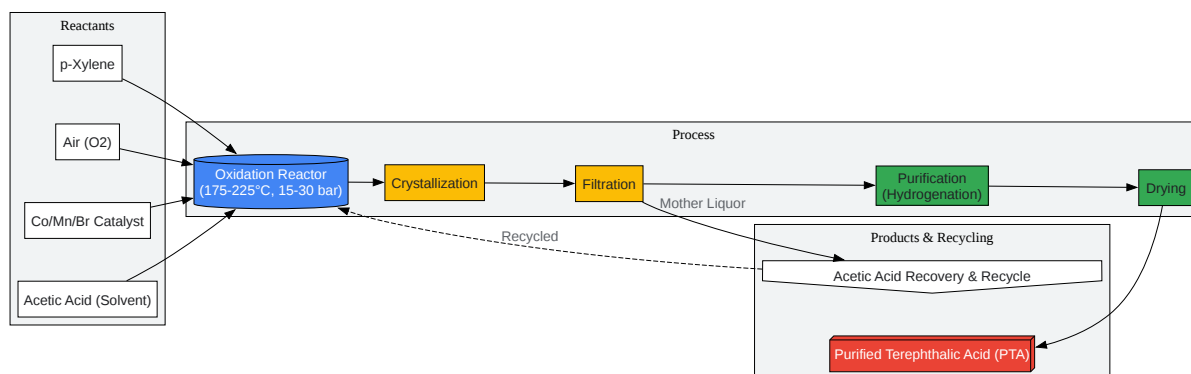 Reactants
p-Xylene
Air (O2)
Co/Mn/Br Catalyst
Acetic Acid (Solvent)
Process
Oxidation Reactor
(175-225°C, 15-30 bar)
Crystallization
Filtration
Purification
(Hydrogenation)
Drying
Mother Liquor
Recycled
Products & Recycling
Acetic Acid Recovery & Recycle
Purified Terephthalic Acid (PTA)